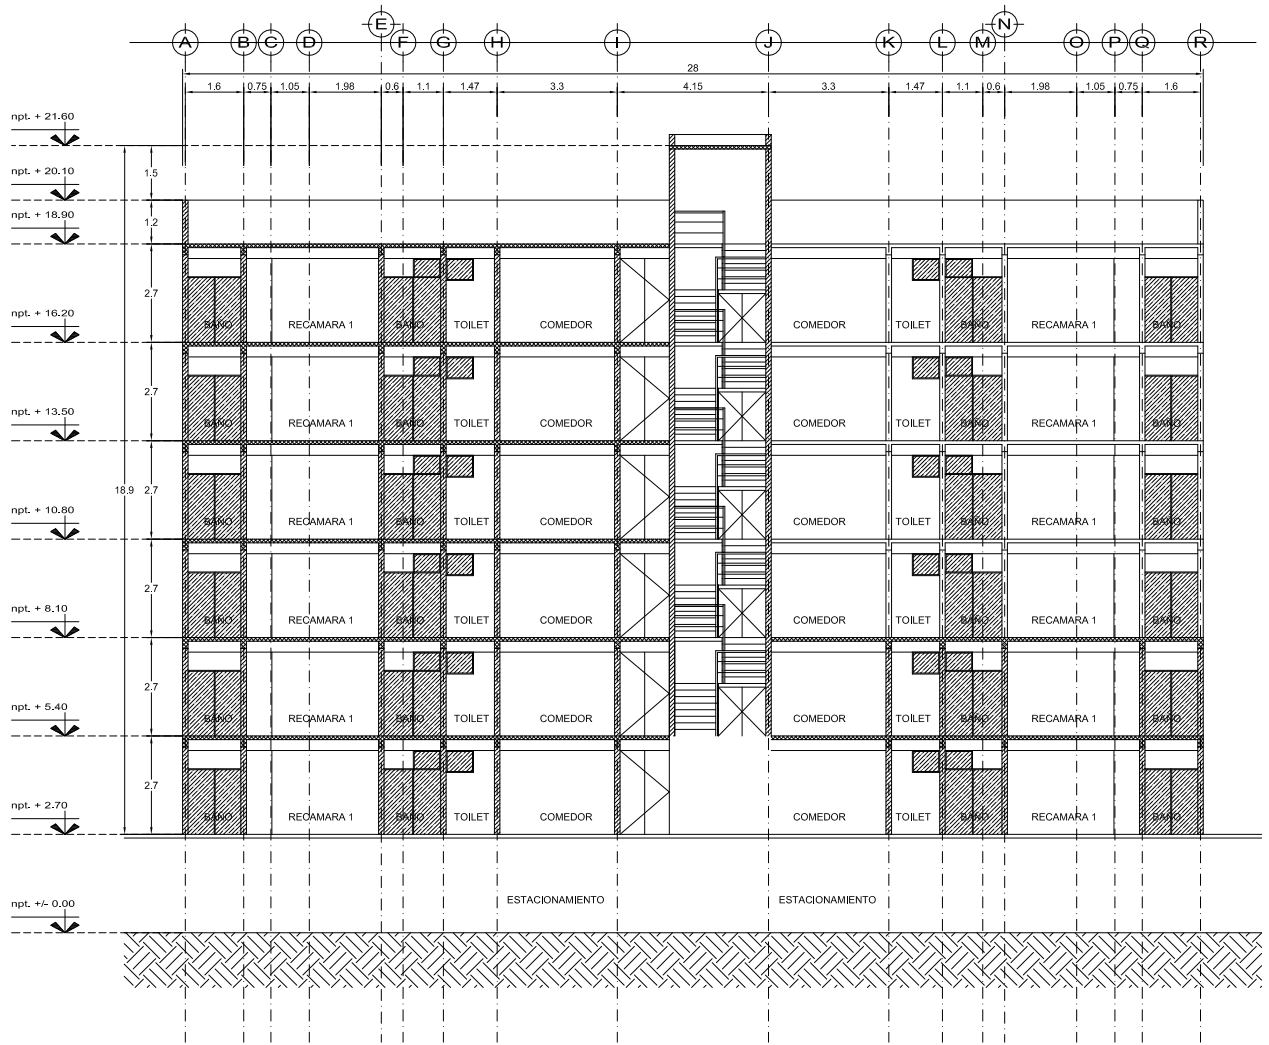 E N
A B C D F G H I J K L M O P Q R
28
1.6 0.75 1.05 1.98 0.6 1.1 1.47 3.3 4.15 3.3 1.47 1.1 0.6 1.98 1.05 0.75 1.6
npt. + 21.60
npt. + 20.10
1.5
npt. + 18.90
1.2
2.7
npt. + 16.20
BAÑO RECAMARA 1 BAÑO TOILET COMEDOR COMEDOR TOILET BAÑO RECAMARA 1 BAÑO
2.7
npt. + 13.50
BAÑO RECAMARA 1 BAÑO TOILET COMEDOR COMEDOR TOILET BAÑO RECAMARA 1 BAÑO
18.9 2.7
npt. + 10.80
BAÑO RECAMARA 1 BAÑO TOILET COMEDOR COMEDOR TOILET BAÑO RECAMARA 1 BAÑO
2.7
npt. + 8.10
BAÑO RECAMARA 1 BAÑO TOILET COMEDOR COMEDOR TOILET BAÑO RECAMARA 1 BAÑO
2.7
npt. + 5.40
BAÑO RECAMARA 1 BAÑO TOILET COMEDOR COMEDOR TOILET BAÑO RECAMARA 1 BAÑO
2.7
npt. + 2.70
BAÑO RECAMARA 1 BAÑO TOILET COMEDOR COMEDOR TOILET BAÑO RECAMARA 1 BAÑO
npt. +/- 0.00
ESTACIONAMIENTO ESTACIONAMIENTO